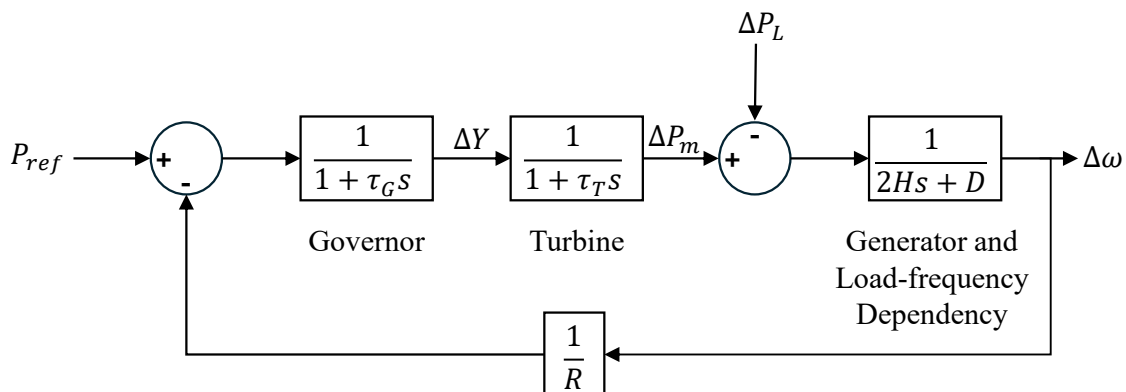 ΔP_L
P_ref
+
-
1
1 + τ_G s
ΔY
1
1 + τ_T s
ΔP_m
+
-
1
2Hs + D
Δω
Governor
Turbine
Generator and
Load-frequency
Dependency
1
R